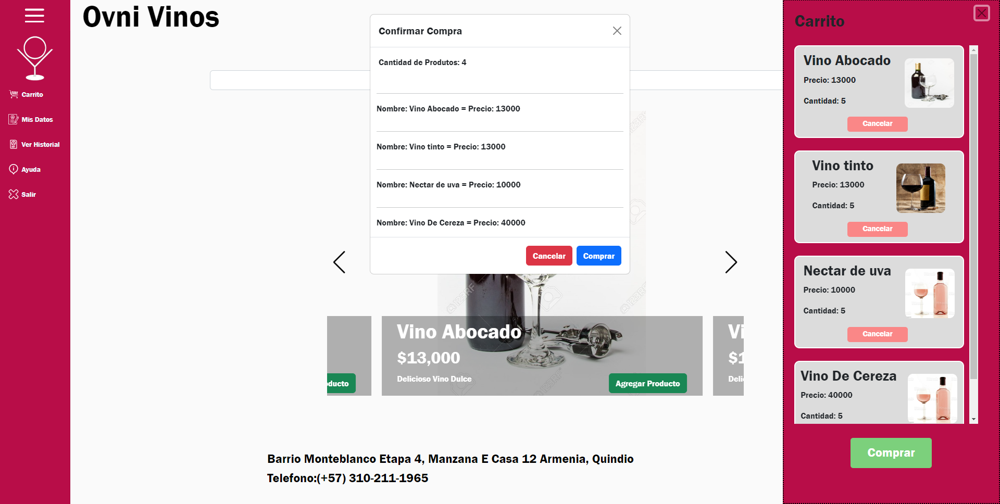 Ovni Vinos
Carrito
Mis Datos
Ver Historial
Ayuda
Salir
Confirmar Compra
Cantidad de Produtos: 4
Nombre: Vino Abocado = Precio: 13000
Nombre: Vino tinto = Precio: 13000
Nombre: Nectar de uva = Precio: 10000
Nombre: Vino De Cereza = Precio: 40000
Cancelar
Comprar
Vino Abocado
$13,000
Delicioso Vino Dulce
Agregar Producto
ducto
Vi
$1
Deli
123RF
123RF
123RF
Barrio Monteblanco Etapa 4, Manzana E Casa 12 Armenia, Quindio
Telefono:(+57) 310-211-1965
Carrito
Vino Abocado
Precio: 13000
Cantidad: 5
Cancelar
Vino tinto
Precio: 13000
Cantidad: 5
Cancelar
Nectar de uva
Precio: 10000
Cantidad: 5
Cancelar
Vino De Cereza
Precio: 40000
Cantidad: 5
Comprar